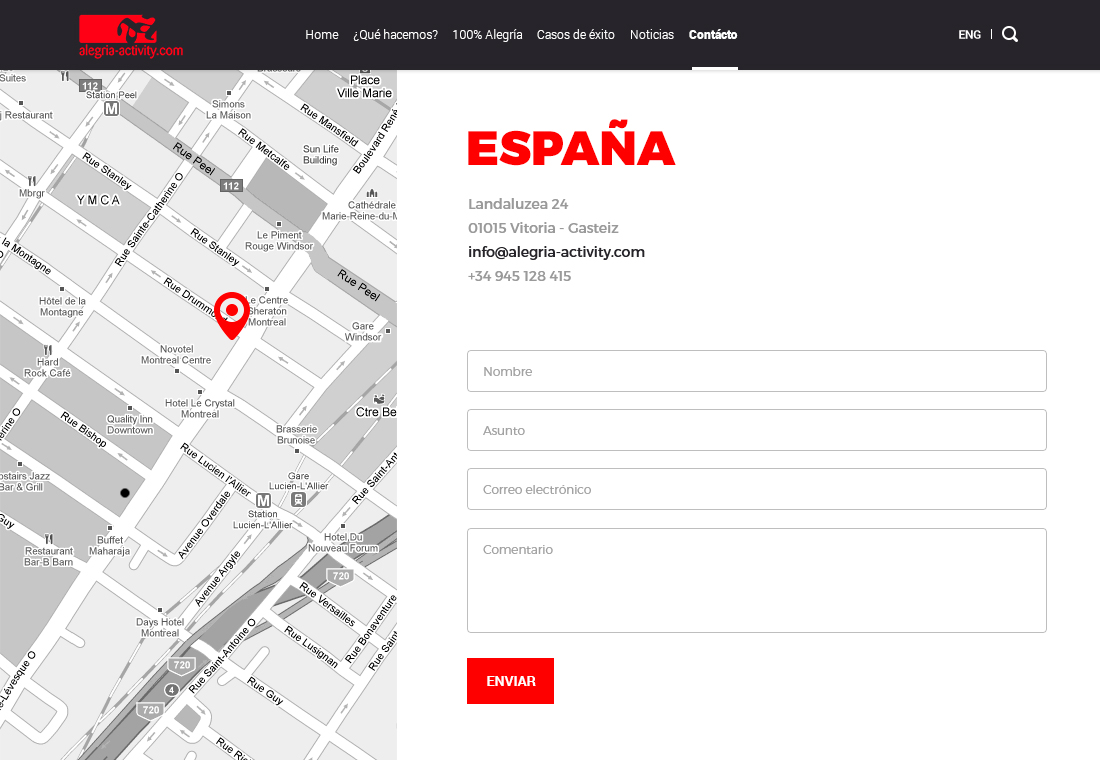 alegria-activity.com
Home
¿Qué hacemos?
100% Alegría
Casos de éxito
Noticias
Contácto
ENG
ESPAÑA
Landaluzea 24
01015 Vitoria - Gasteiz
info@alegria-activity.com
+34 945 128 415
Nombre
Asunto
Correo electrónico
Comentario
ENVIAR
Suites
112
Station Peel
M
Simons
La Maison
Place
Ville Marie
j Restaurant
Rue Mansfield
Boulevard René
Rue Metcalfe
Sun Life
Building
Rue Peel
Rue Stanley
112
Mbrgr
YMCA
Rue Sainte-Catherine O
Cathédrale
Marie-Reine-du-M
Le Piment
Rouge Windsor
Rue Stanley
la Montagne
Rue Peel
Rue Drummo
Hôtel de la
Montagne
Le Centre
Sheraton
Montreal
Gare
Windsor
Novotel
Montreal Centre
Hard
Rock Café
Hotel Le Crystal
Montreal
Ctre Be
Quality Inn
Downtown
Rue Bishop
Brasserie
Brunoise
herine O
Rue Lucien l'Allier
Rue Saint-Ant
pstairs Jazz
Bar & Grill
Gare
Lucien-L'Allier
M
Station
Lucien-L'Allier
Guy
Avenue Overdale
Buffet
Maharaja
Hotel Du
Nouveau Forum
Restaurant
Bar-B Barn
720
Avenue Argyle
Rue Versailles
Days Hotel
Montreal
Rue Bonaventure
Rue Saint-Antoine O
Rue Lusignan
Rue Sain
720
4
e-Lévesque O
Rue Guy
720
Rue Ri